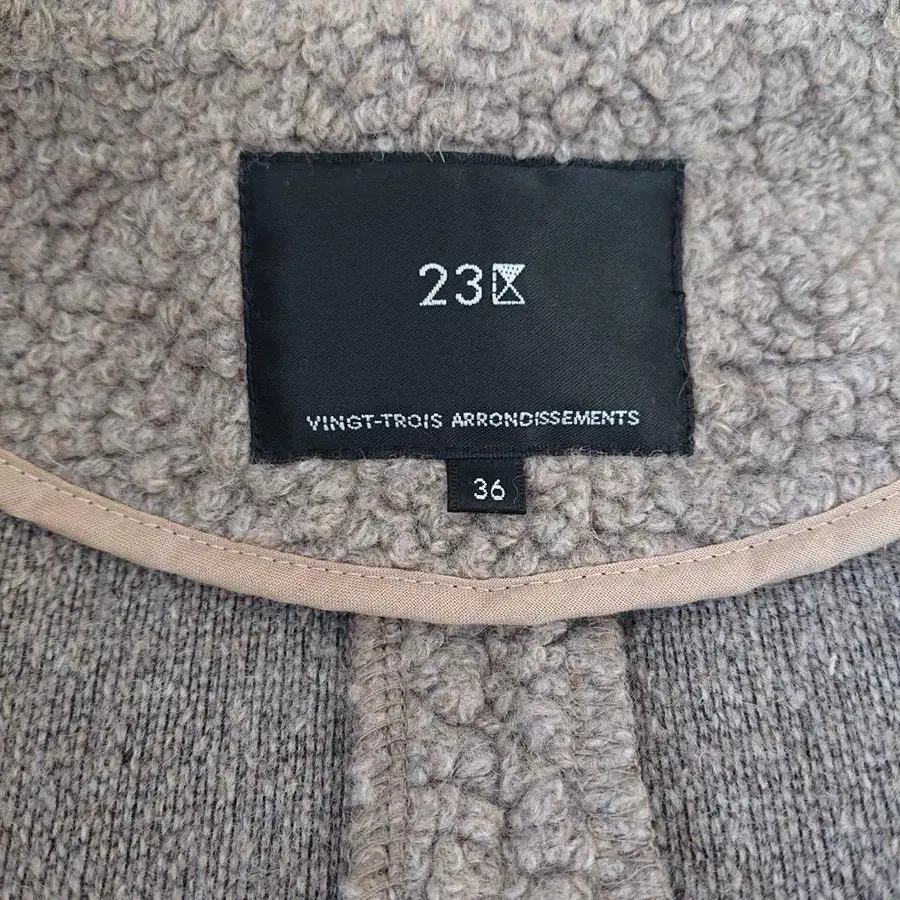 23区
VINGT-TROIS ARRONDISSEMENTS
36